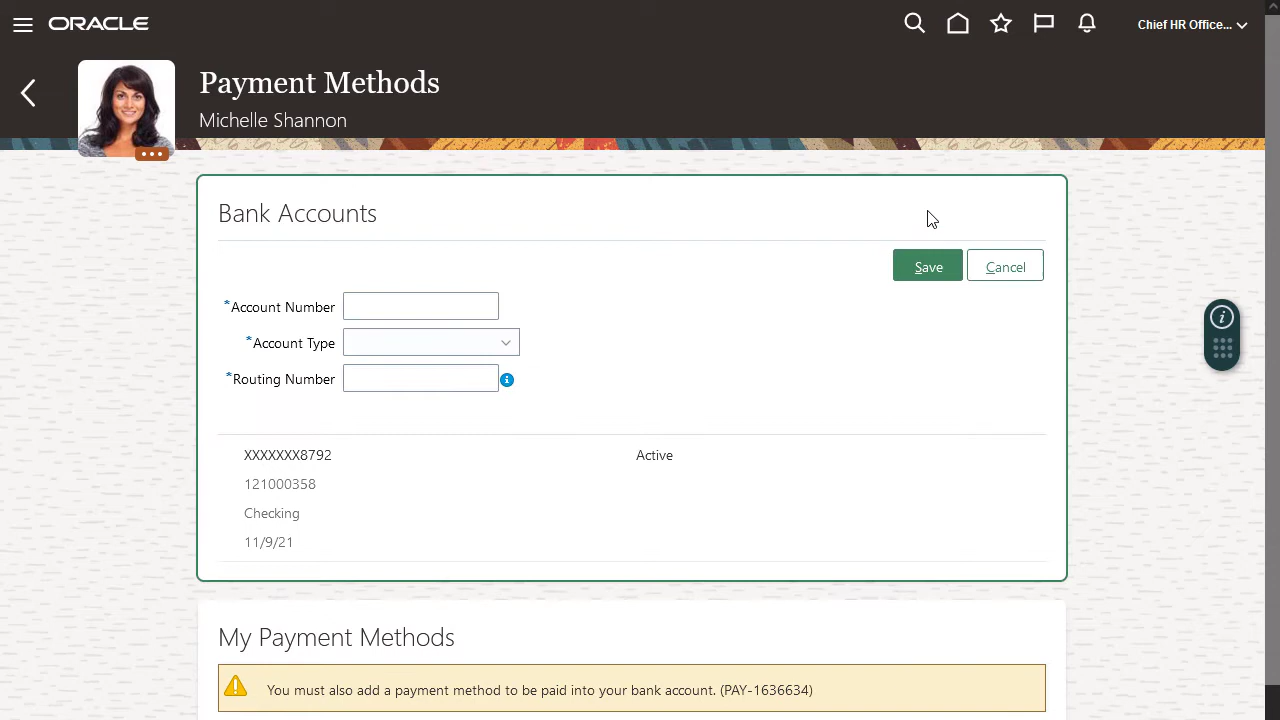 ORACLE
Chief HR Office...
Payment Methods
Michelle Shannon
Bank Accounts
Save
Cancel
*Account Number
*Account Type
*Routing Number
XXXXXXX8792
Active
121000358
Checking
11/9/21
My Payment Methods
You must also add a payment method to be paid into your bank account. (PAY-1636634)